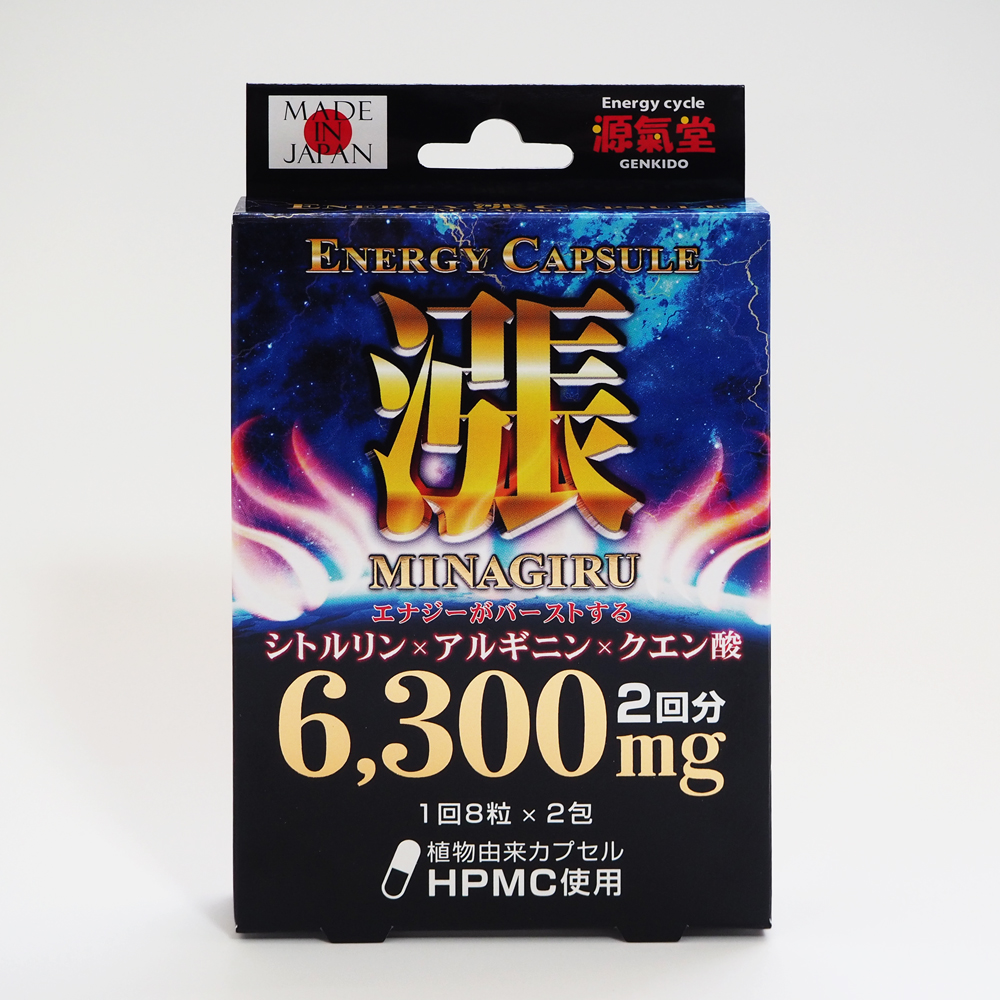 MADE
IN
JAPAN
Energy cycle
源氣堂
GENKIDO
ENERGY CAPSULE
漲
MINAGIRU
エナジーがバーストする
シトルリン×アルギニン×クエン酸
6,300mg
2回分
1回8粒×2包
植物由来カプセル
HPMC使用